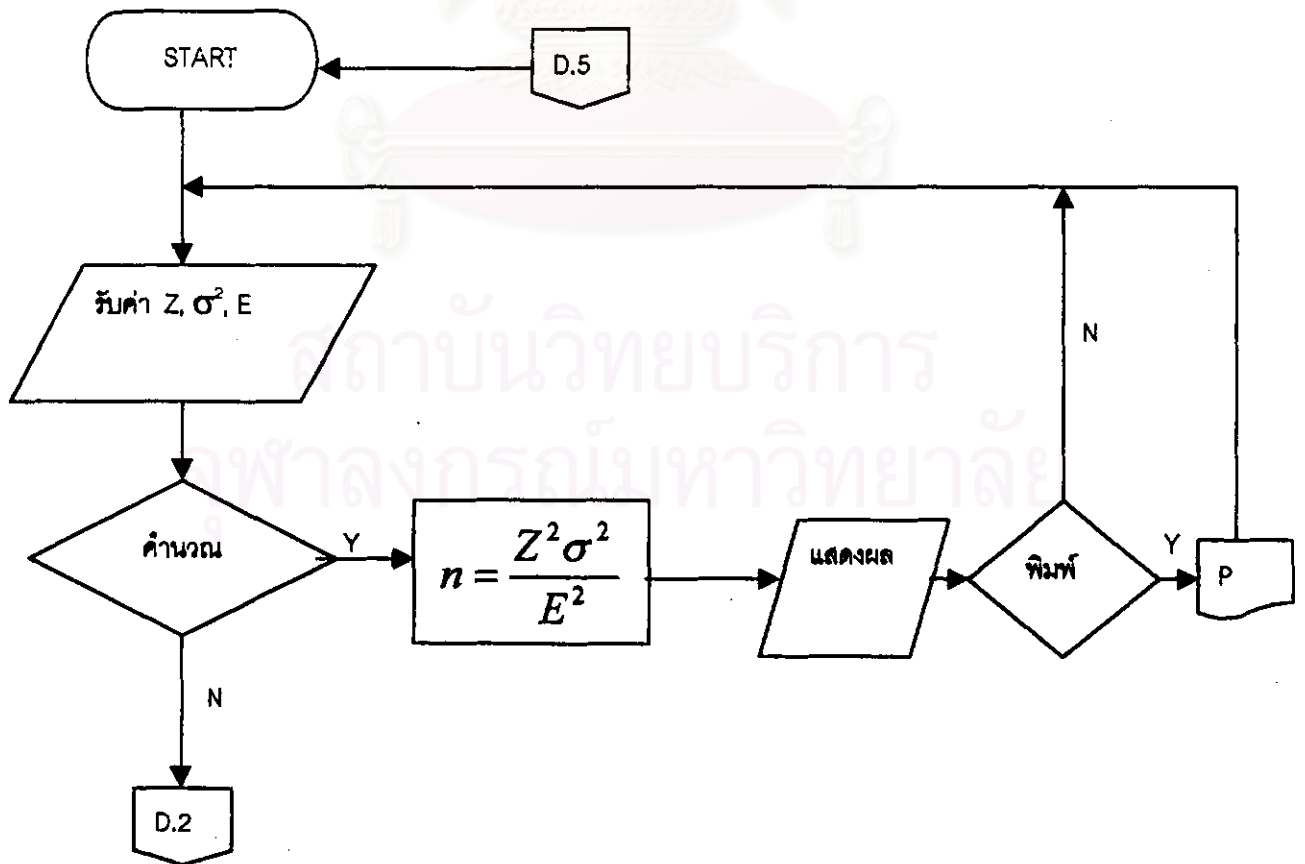 START
D.5
รับค่า Z, σ², E
N
สถาบันวิทยบริการ
จุฬาลงกรณ์มหาวิทยาลัย
คำนวณ
Y
n = Z²σ² / E²
แสดงผล
พิมพ์
Y
P
N
D.2